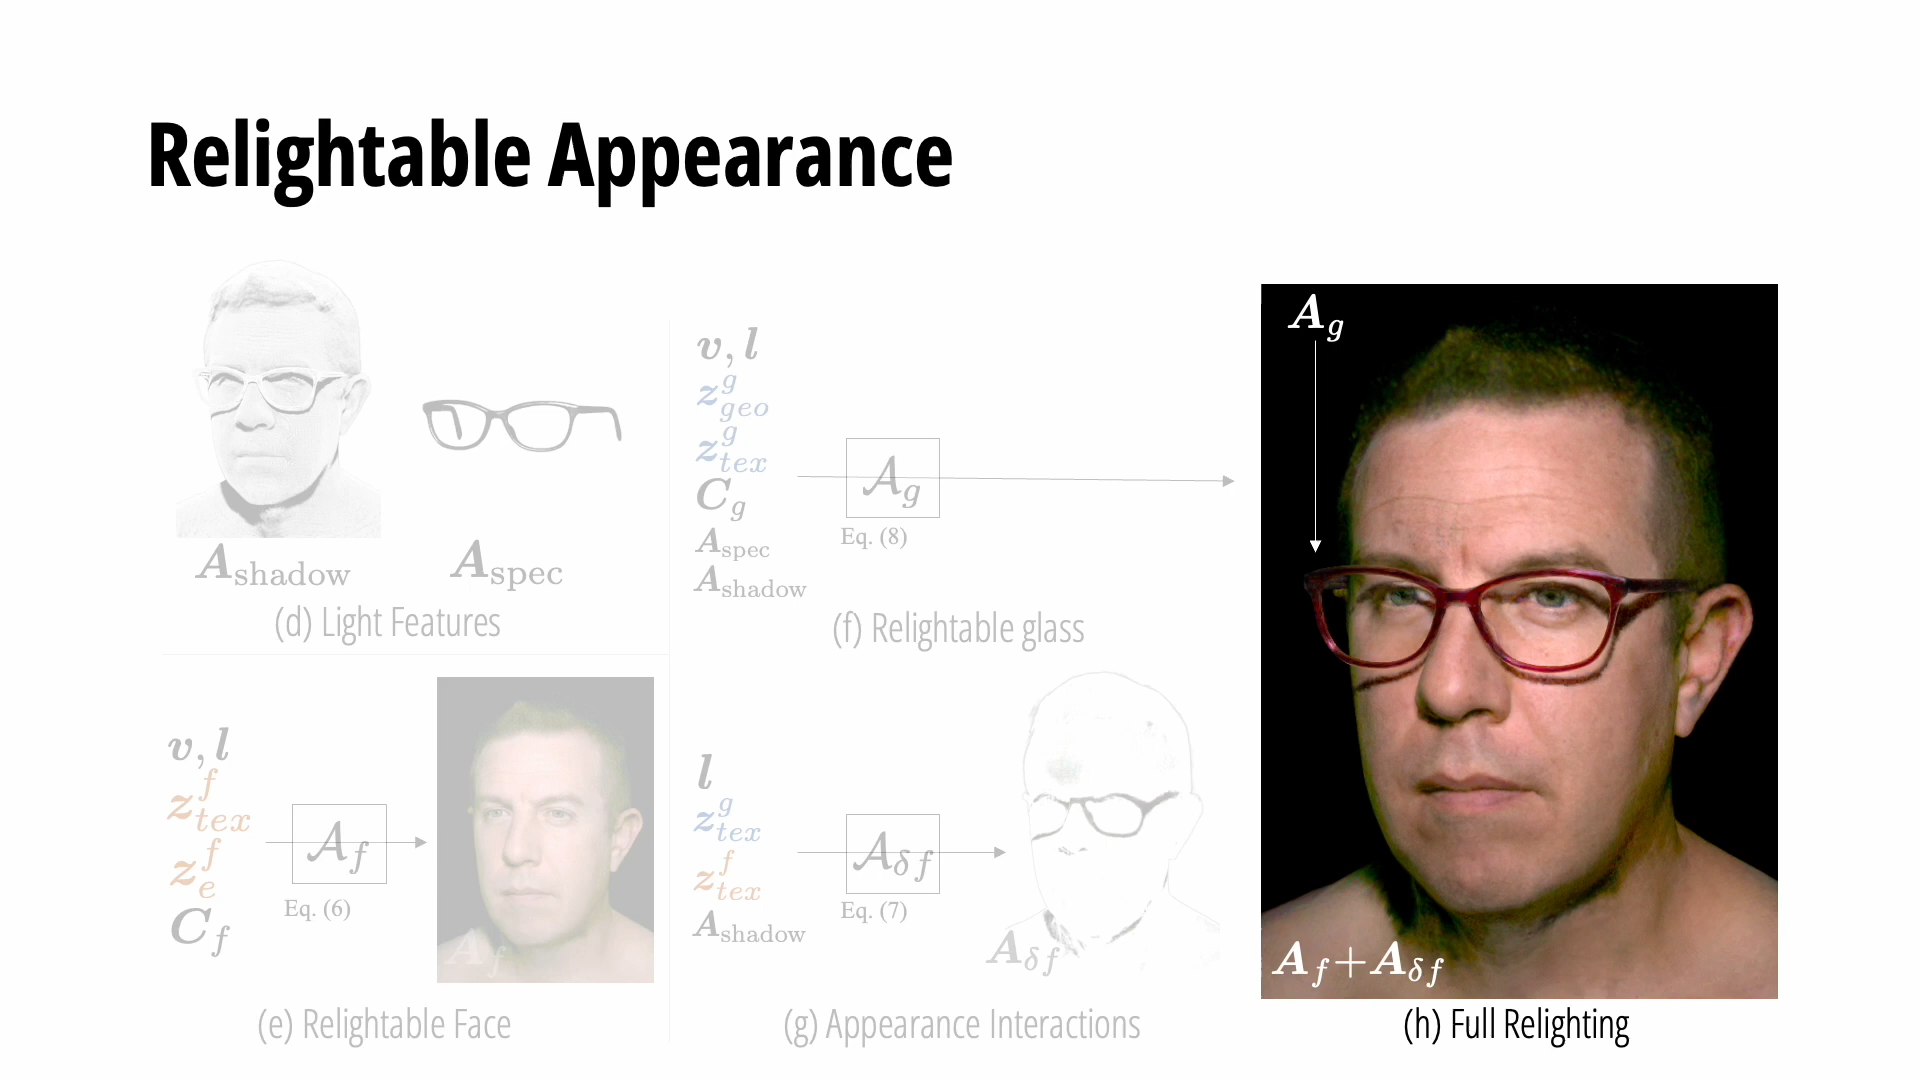 Relightable Appearance
A_shadow
A_spec
(d) Light Features
v, l
z^g_geo
z^g_tex
C_g
A_spec
A_shadow
A_g
Eq. (8)
(f) Relightable glass
v, l
z^f_tex
z^f_e
C_f
A_f
Eq. (6)
A_f
(e) Relightable Face
l
z^g_tex
z^f_tex
A_shadow
A_δf
Eq. (7)
A_δf
(g) Appearance Interactions
A_g
A_f+A_δf
(h) Full Relighting